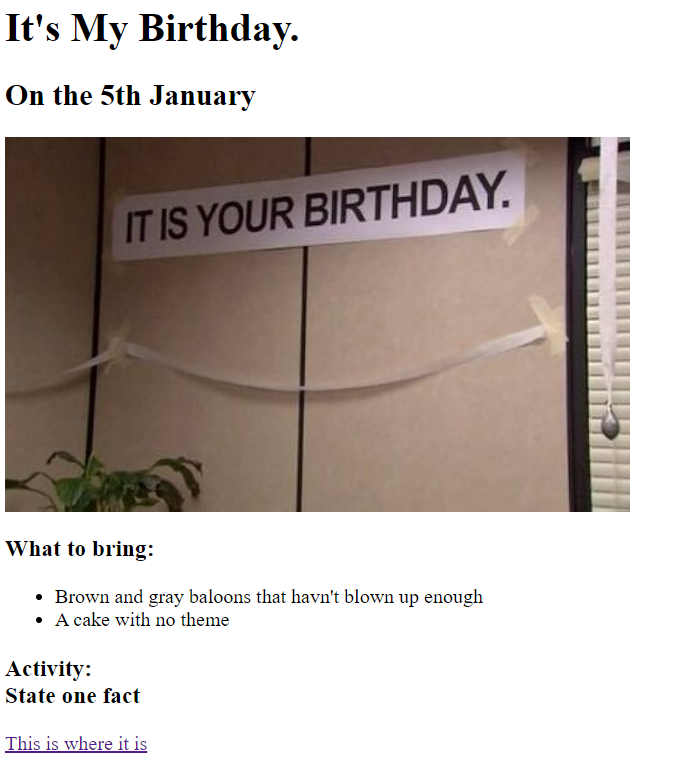 It's My Birthday.
On the 5th January
IT IS YOUR BIRTHDAY.
What to bring:
Brown and gray baloons that havn't blown up enough
A cake with no theme
Activity:
State one fact
This is where it is